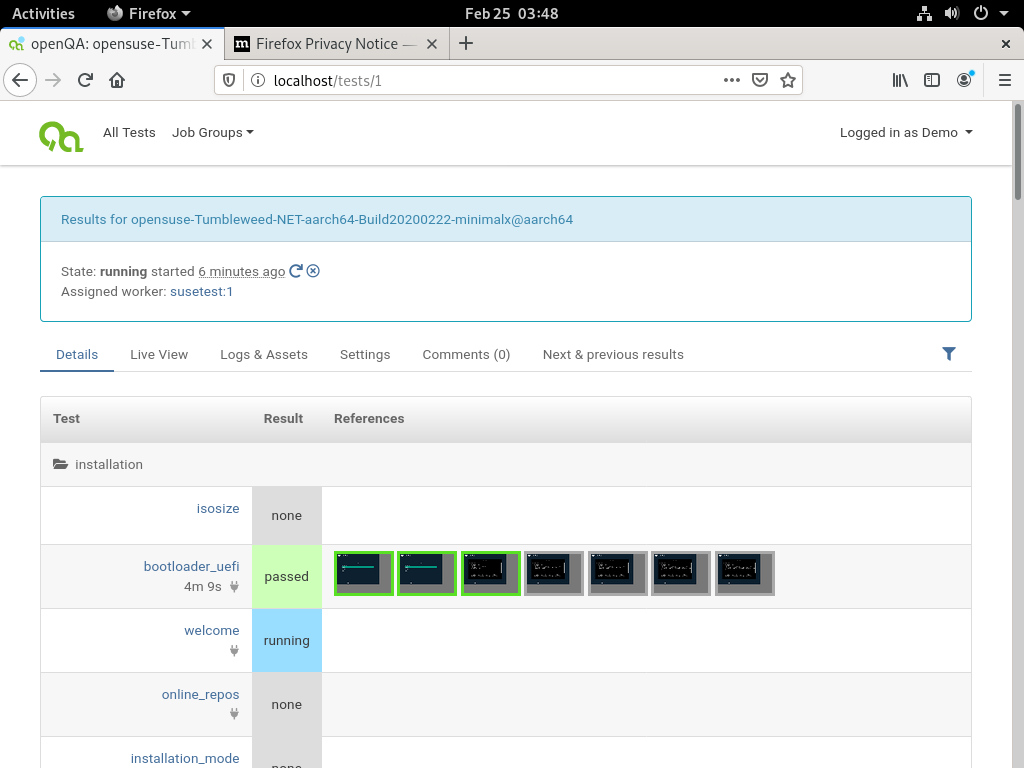 Activities Firefox Feb 25 03:48
openQA: opensuse-Tumb Firefox Privacy Notice —
localhost/tests/1
All Tests Job Groups Logged in as Demo
Results for opensuse-Tumbleweed-NET-aarch64-Build20200222-minimalx@aarch64
State: running started 6 minutes ago
Assigned worker: susetest:1
Details Live View Logs & Assets Settings Comments (0) Next & previous results
Test Result References
installation
isosize none
bootloader_uefi passed
4m 9s
welcome running
online_repos none
installation_mode
none